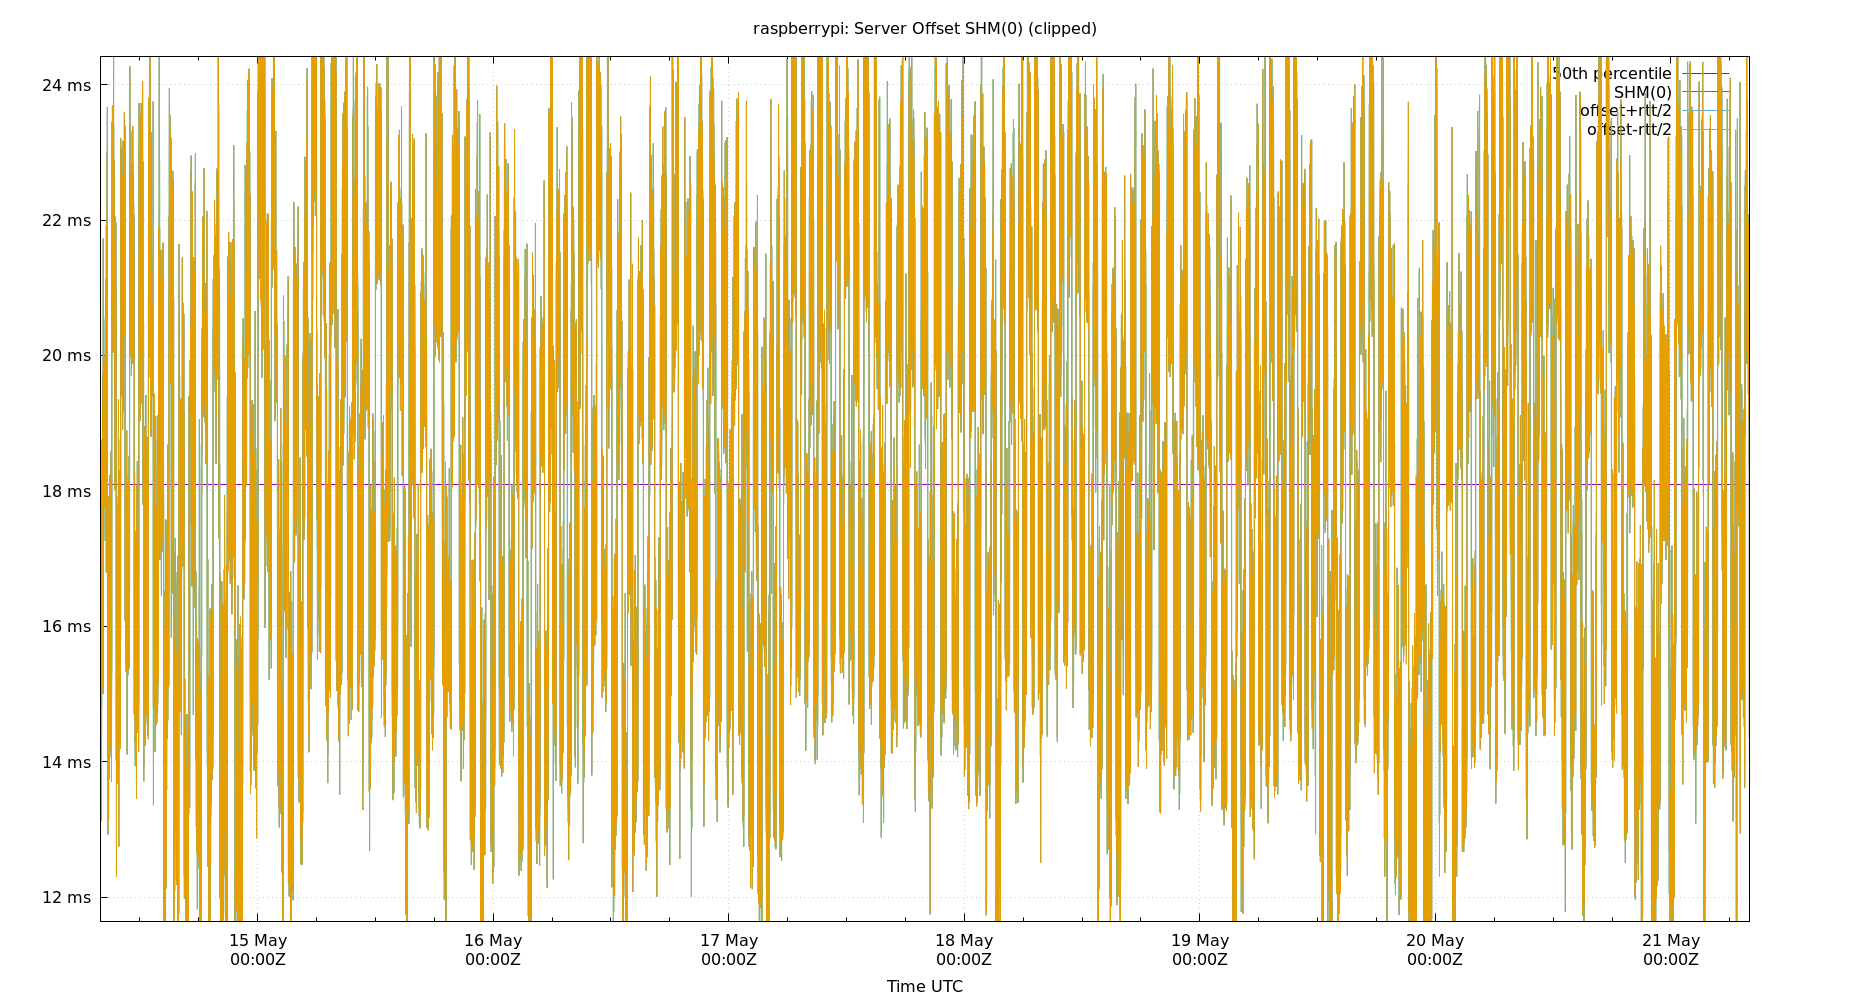 raspberrypi: Server Offset SHM(0) (clipped)
24 ms
22 ms
20 ms
18 ms
16 ms
14 ms
12 ms
50th percentile
SHM(0)
offset+rtt/2
offset-rtt/2
15 May 16 May 17 May 18 May 19 May 20 May 21 May
00:00Z 00:00Z 00:00Z 00:00Z 00:00Z 00:00Z 00:00Z
Time UTC